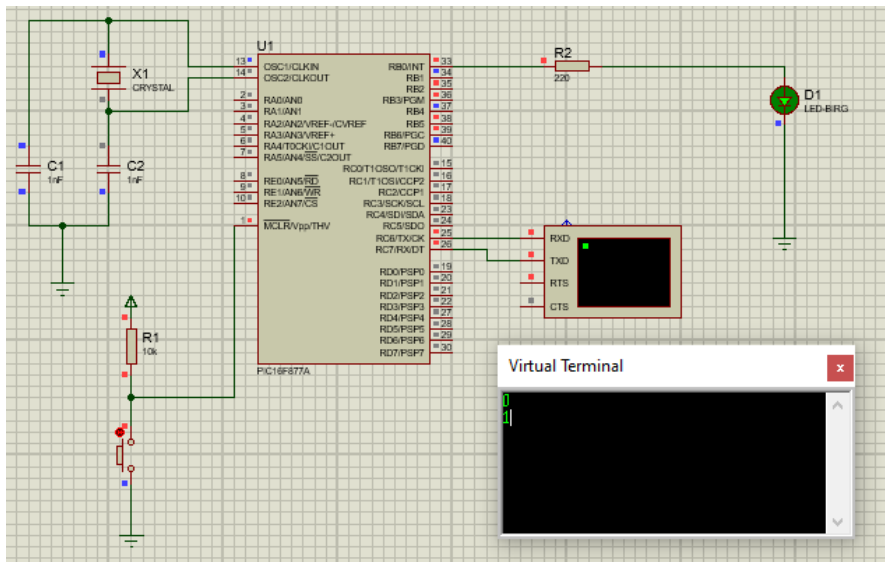 U1
X1
CRYSTAL
C1
1nF
C2
1nF
R1
10k
13 OSC1/CLKIN
14 OSC2/CLKOUT
2 RA0/AN0
3 RA1/AN1
4 RA2/AN2/VREF-/CVREF
5 RA3/AN3/VREF+
6 RA4/T0CKI/C1OUT
7 RA5/AN4/SS/C2OUT
8 RE0/AN5/RD
9 RE1/AN6/WR
10 RE2/AN7/CS
1 MCLR/Vpp/THV
RB0/INT 33
RB1 34
RB2 35
RB3/PGM 36
RB4 37
RB5 38
RB6/PGC 39
RB7/PGD 40
RC0/T1OSO/T1CKI 15
RC1/T1OSI/CCP2 16
RC2/CCP1 17
RC3/SCK/SCL 18
RC4/SDI/SDA 23
RC5/SDO 24
RC6/TX/CK 25
RC7/RX/DT 26
RD0/PSP0 19
RD1/PSP1 20
RD2/PSP2 21
RD3/PSP3 22
RD4/PSP4 27
RD5/PSP5 28
RD6/PSP6 29
RD7/PSP7 30
PIC16F877A
R2
220
D1
LED-BIRG
RXD
TXD
RTS
CTS
Virtual Terminal
x
0
1